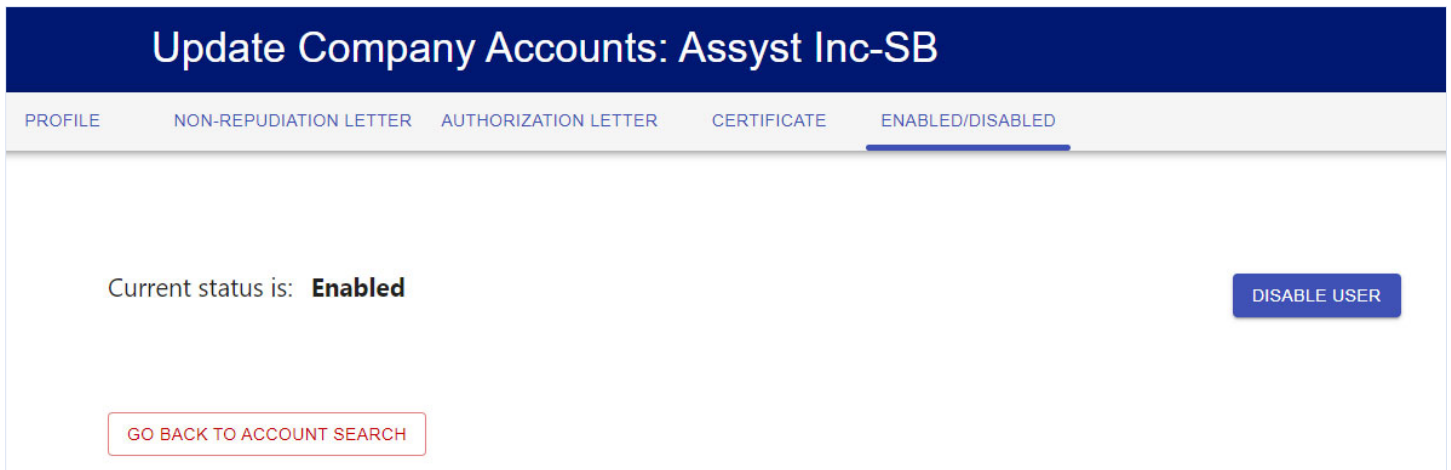 Update Company Accounts: Assyst Inc-SB
PROFILE NON-REPUDIATION LETTER AUTHORIZATION LETTER CERTIFICATE ENABLED/DISABLED
Current status is: Enabled DISABLE USER
GO BACK TO ACCOUNT SEARCH